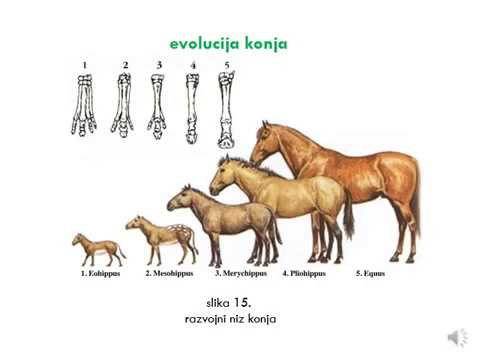 evolucija konja
1 2 3 4 5
1. Eohippus 2. Mesohippus 3. Merychippus 4. Pliohippus 5. Equus
slika 15.
razvojni niz konja